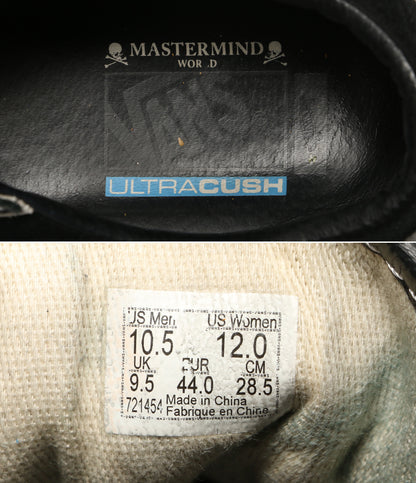 MASTERMIND
WOR D
VANS
ULTRACUSH
US Men US Women
10.5 12.0
UK EUR CM
9.5 44.0 28.5
721454 Made in China
Fabrique en Chine